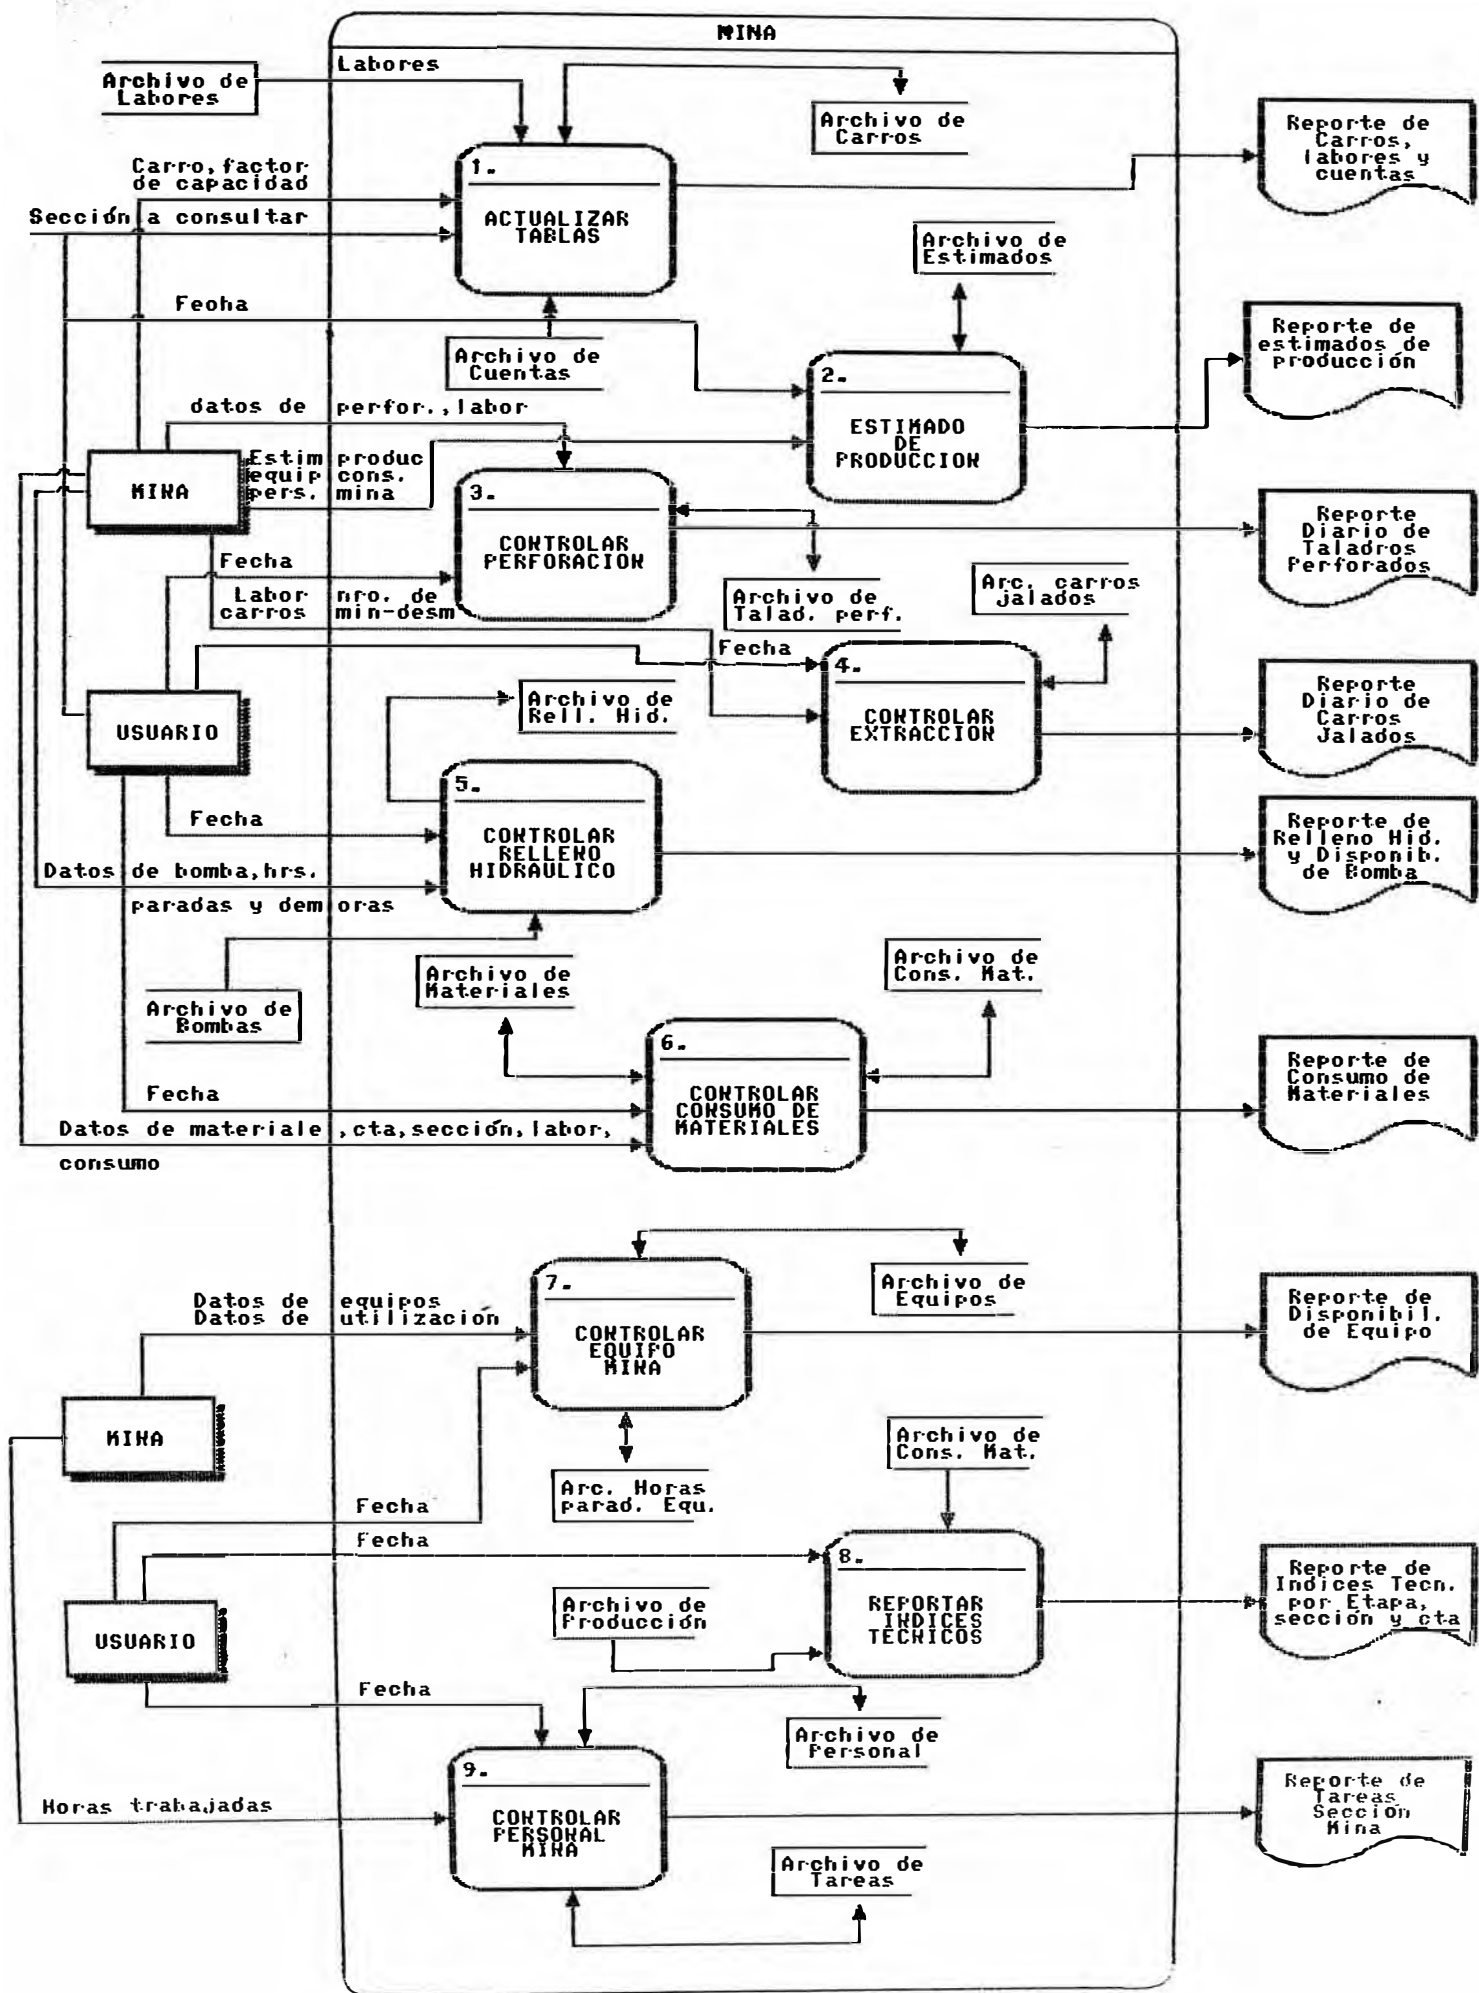 MINA
Labores
Archivo de
Labores
Archivo de
Carros
Reporte de
Carros,
labores y
cuentas
Carro, factor
de capacidad
1.
ACTUALIZAR
TABLAS
Sección a consultar
Archivo de
Estimados
Fecha
Archivo de
Cuentas
Reporte de
estimados de
producción
2.
ESTIMADO
DE
PRODUCCION
datos de perfor., labor
MINA
Estim produc
equip cons.
pers. mina
3.
CONTROLAR
PERFORACION
Reporte
Diario de
Taladros
Perforados
Fecha
Labor nro. de
carros min-desm
Archivo de
Talad. perf.
Arc. carros
jalados
Fecha
4.
CONTROLAR
EXTRACCION
Reporte
Diario de
Carros
Jalados
USUARIO
Archivo de
Rell. Hid.
5.
CONTROLAR
RELLENO
HIDRAULICO
Fecha
Reporte de
Relleno Hid.
y Disponib.
de Bomba
Datos de bomba, hrs.
paradas y demoras
Archivo de
Bombas
Archivo de
Materiales
Archivo de
Cons. Mat.
6.
CONTROLAR
CONSUMO DE
MATERIALES
Reporte de
Consumo de
Materiales
Fecha
Datos de materiale ,cta, sección, labor,
consumo
7.
CONTROLAR
EQUIPO
MINA
Archivo de
Equipos
Reporte de
Disponibil.
de Equipo
Datos de equipos
Datos de utilización
MINA
Arc. Horas
parad. Equ.
Archivo de
Cons. Mat.
Fecha
Fecha
8.
REPORTAR
INDICES
TECNICOS
Reporte de
Indices Tecn.
por Etapa,
sección y cta
USUARIO
Archivo de
Producción
Fecha
Archivo de
Personal
9.
CONTROLAR
PERSONAL
MINA
Horas trabajadas
Reporte de
Tareas
Sección
Mina
Archivo de
Tareas